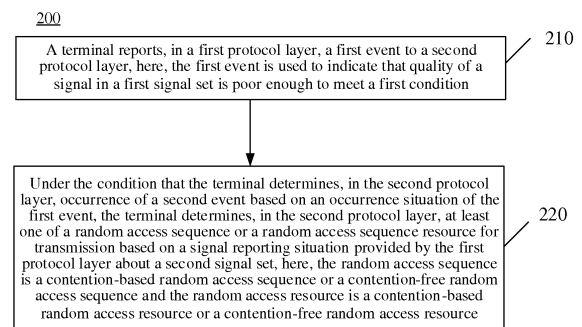 200
A terminal reports, in a first protocol layer, a first event to a second
protocol layer, here, the first event is used to indicate that quality of a
signal in a first signal set is poor enough to meet a first condition
210
Under the condition that the terminal determines, in the second protocol
layer, occurrence of a second event based on an occurrence situation of the
first event, the terminal determines, in the second protocol layer, at least
one of a random access sequence or a random access sequence resource for
transmission based on a signal reporting situation provided by the first
protocol layer about a second signal set, here, the random access sequence
is a contention-based random access sequence or a contention-free random
access sequence and the random access resource is a contention-based
random access resource or a contention-free random access resource
220